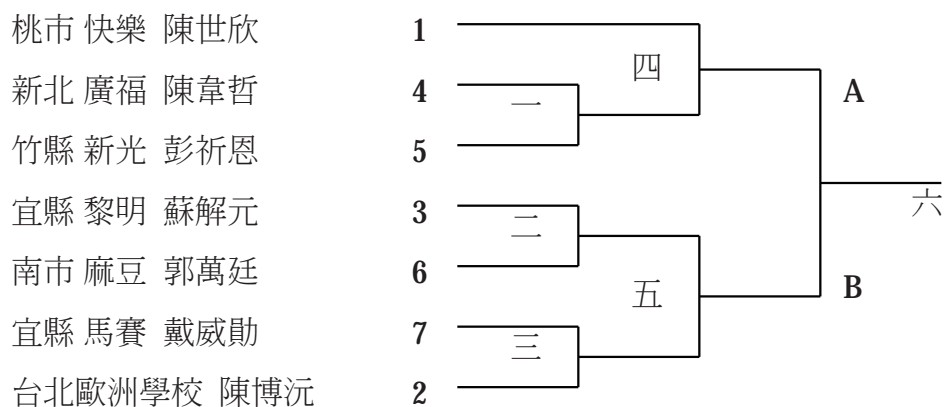 桃市 快樂 陳世欣 1
四
新北 廣福 陳韋哲 4 一 A
竹縣 新光 彭祈恩 5
宜縣 黎明 蘇解元 3 二 六
南市 麻豆 郭萬廷 6 五 B
宜縣 馬賽 戴威勛 7 三
台北歐洲學校 陳博沅 2